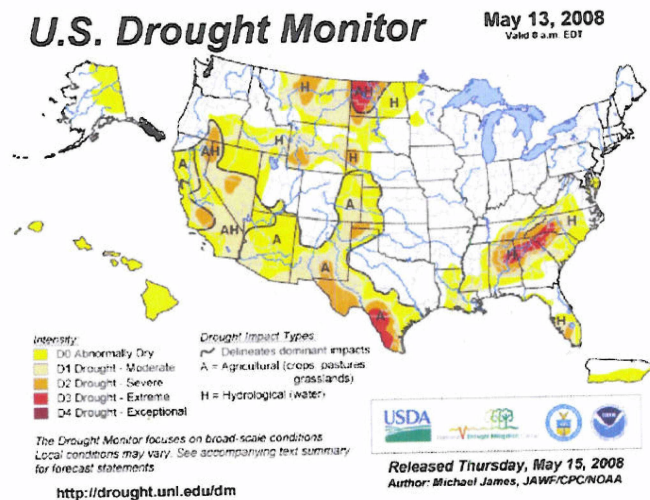 U.S. Drought Monitor
May 13, 2008
Valid 8 a.m. EDT
H
AH
H
AH
H
H
A
A
AH
A
A
A
H
H
H
A
Intensity:
D0 Abnormally Dry
D1 Drought - Moderate
D2 Drought - Severe
D3 Drought - Extreme
D4 Drought - Exceptional
Drought Impact Types:
Delineates dominant impacts
A = Agricultural (crops, pastures
grasslands)
H = Hydrological (water)
The Drought Monitor focuses on broad-scale conditions.
Local conditions may vary. See accompanying text summary
for forecast statements
http://drought.unl.edu/dm
USDA
Drought Mitigation
Released Thursday, May 15, 2008
Author: Michael James, JAWF/CPC/NOAA